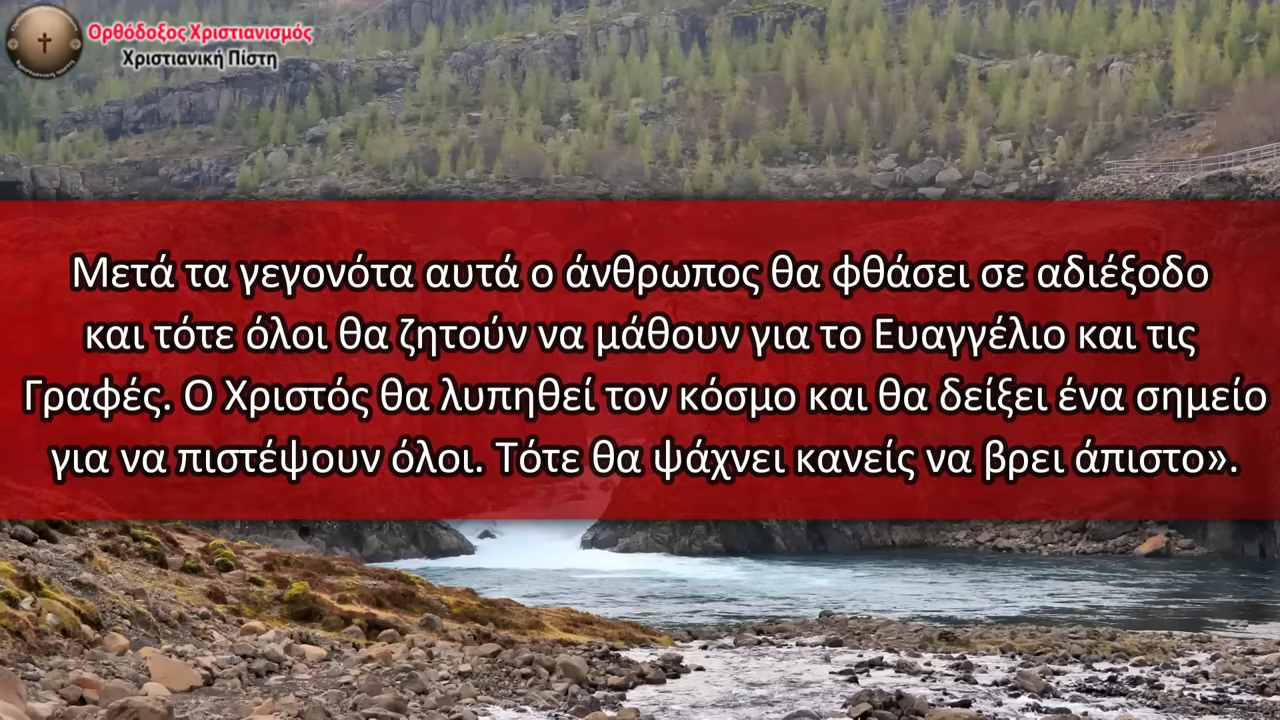 Ορθόδοξος Χριστιανισμός
Χριστιανική Πίστη
Μετά τα γεγονότα αυτά ο άνθρωπος θα φθάσει σε αδιέξοδο
και τότε όλοι θα ζητούν να μάθουν για το Ευαγγέλιο και τις
Γραφές. Ο Χριστός θα λυπηθεί τον κόσμο και θα δείξει ένα σημείο
για να πιστέψουν όλοι. Τότε θα ψάχνει κανείς να βρει άπιστο».